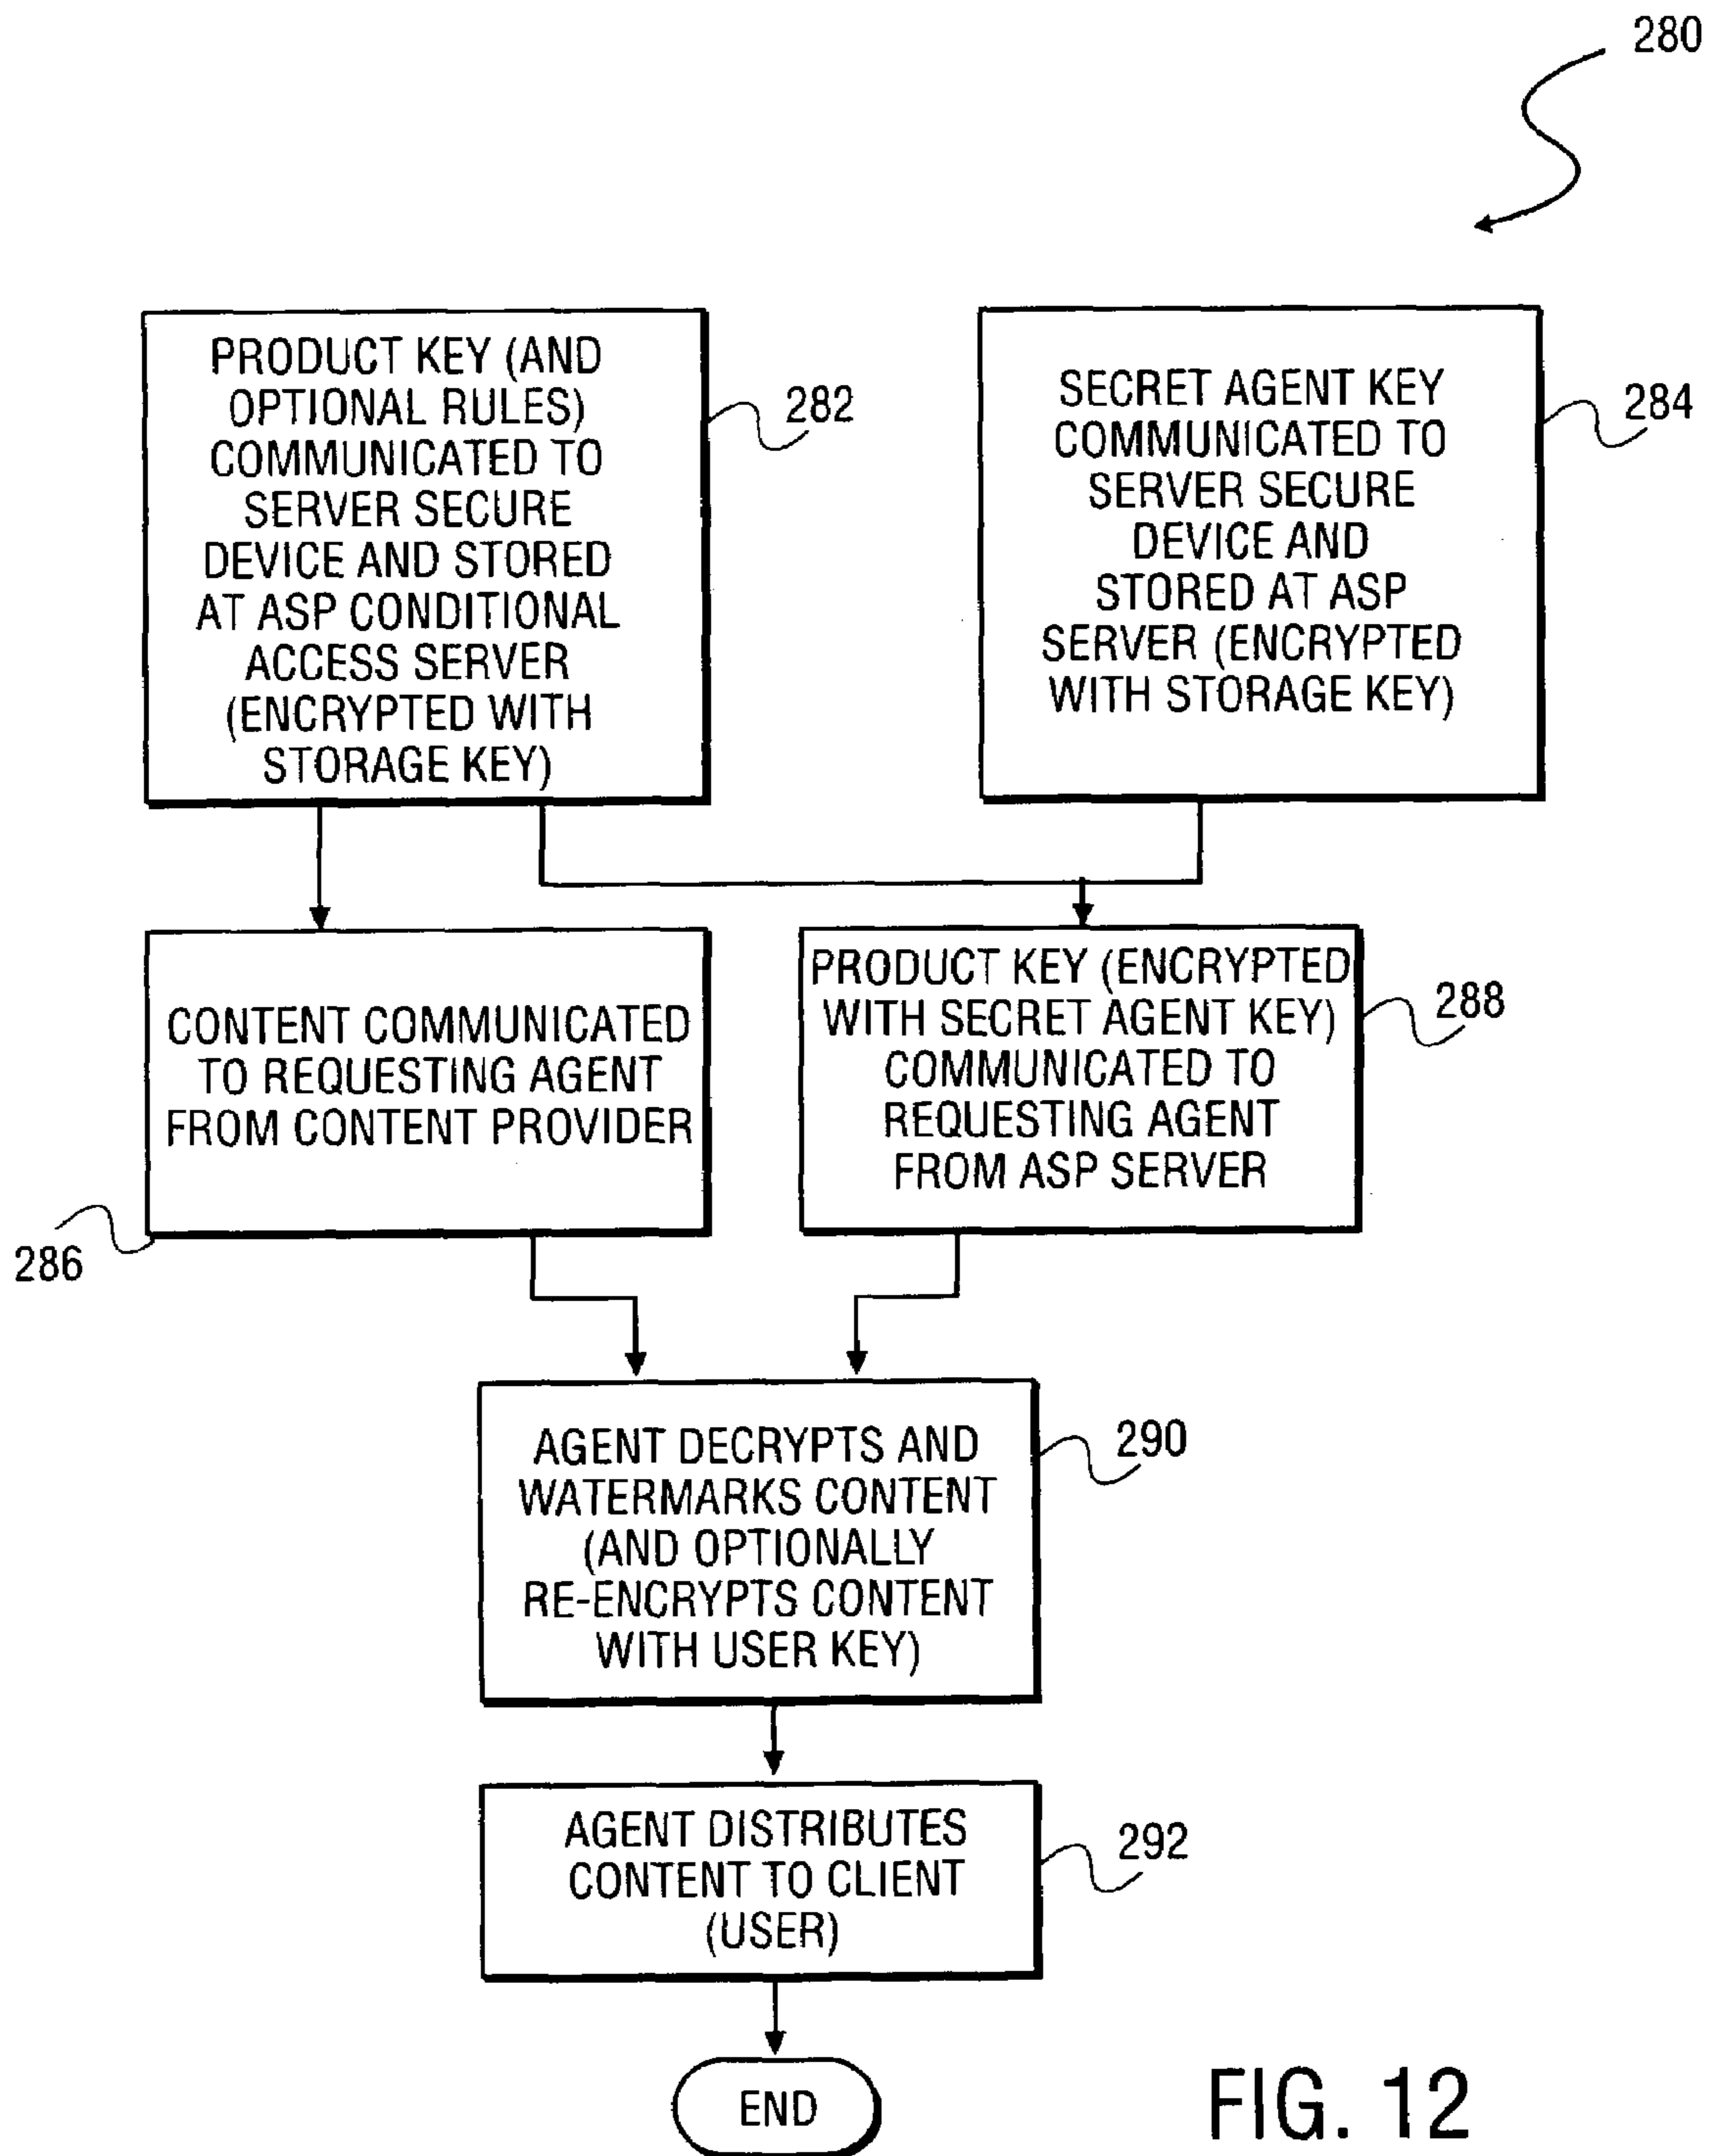 280
PRODUCT KEY (AND
OPTIONAL RULES)
COMMUNICATED TO
SERVER SECURE
DEVICE AND STORED
AT ASP CONDITIONAL
ACCESS SERVER
(ENCRYPTED WITH
STORAGE KEY)
282
SECRET AGENT KEY
COMMUNICATED TO
SERVER SECURE
DEVICE AND
STORED AT ASP
SERVER (ENCRYPTED
WITH STORAGE KEY)
284
CONTENT COMMUNICATED
TO REQUESTING AGENT
FROM CONTENT PROVIDER
286
PRODUCT KEY (ENCRYPTED
WITH SECRET AGENT KEY)
COMMUNICATED TO
REQUESTING AGENT
FROM ASP SERVER
288
AGENT DECRYPTS AND
WATERMARKS CONTENT
(AND OPTIONALLY
RE-ENCRYPTS CONTENT
WITH USER KEY)
290
AGENT DISTRIBUTES
CONTENT TO CLIENT
(USER)
292
END
FIG. 12